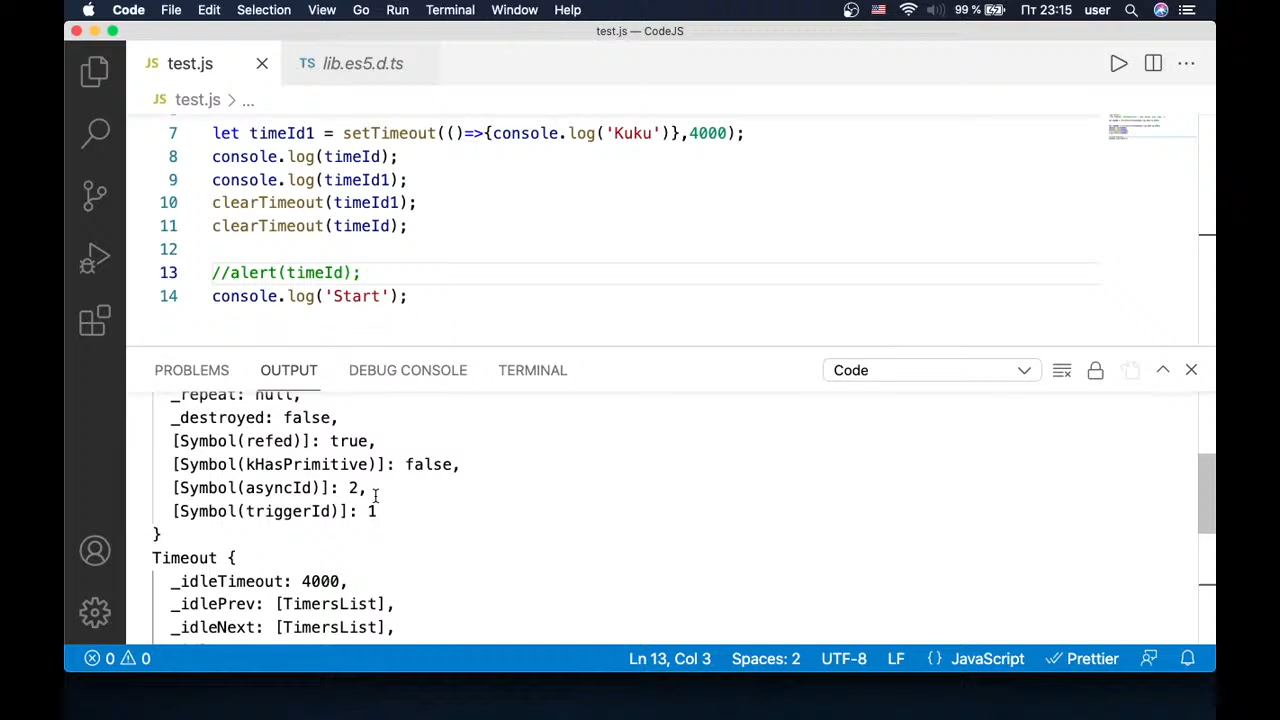 Code File Edit Selection View Go Run Terminal Window Help 99 % Пт 23:15 user
test.js — CodeJS
JS test.js TS lib.es5.d.ts
JS test.js > ...
7 let timeId1 = setTimeout(()=>{console.log('Kuku')},4000);
8 console.log(timeId);
9 console.log(timeId1);
10 clearTimeout(timeId1);
11 clearTimeout(timeId);
12
13 //alert(timeId);
14 console.log('Start');
PROBLEMS OUTPUT DEBUG CONSOLE TERMINAL Code
_repeat: null,
_destroyed: false,
[Symbol(refed)]: true,
[Symbol(kHasPrimitive)]: false,
[Symbol(asyncId)]: 2,
[Symbol(triggerId)]: 1
}
Timeout {
_idleTimeout: 4000,
_idlePrev: [TimersList],
_idleNext: [TimersList],
0 0 Ln 13, Col 3 Spaces: 2 UTF-8 LF {} JavaScript Prettier